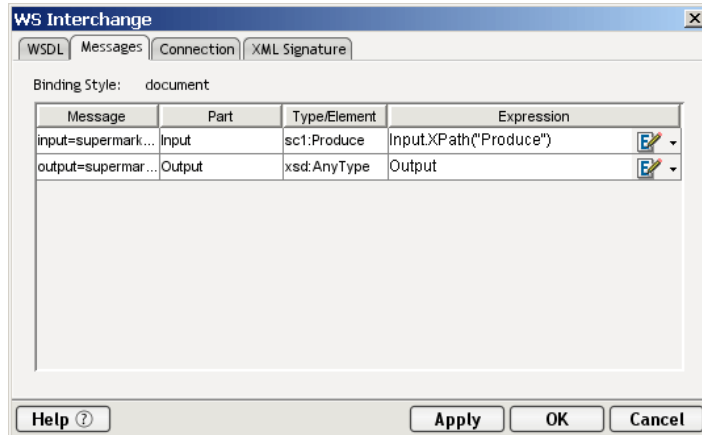 WS Interchange
WSDL Messages Connection XML Signature
Binding Style: document
Message Part Type/Element Expression
input=supermark... Input sc1:Produce Input.XPath("Produce")
output=supermar... Output xsd:AnyType Output
Help ? Apply OK Cancel